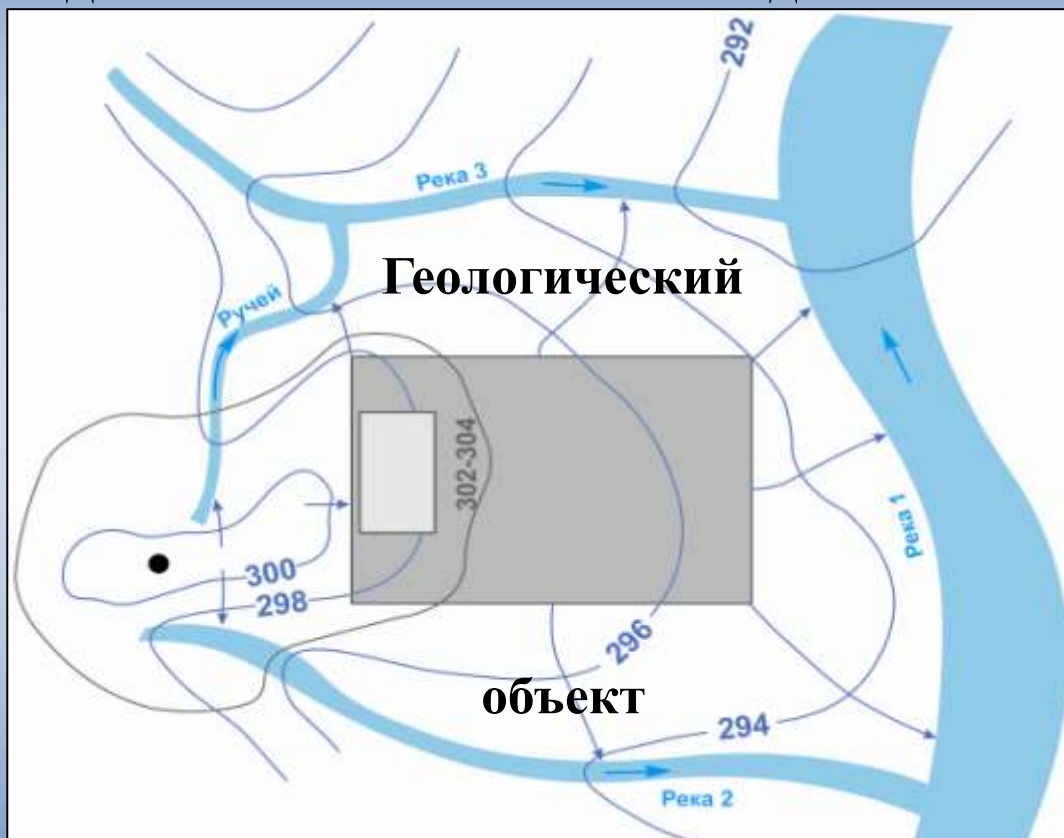 292
Река 3
Геологический
Ручей
302-304
300
298
Река 1
296
объект
294
Река 2